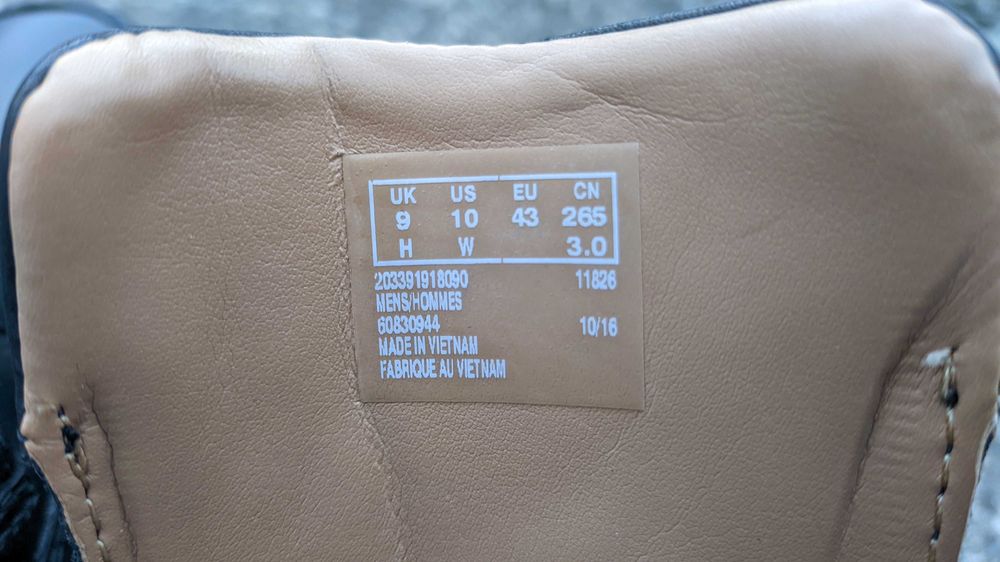 UK US EU CN
9 10 43 265
H W 3.0
203391918090 11826
MENS/HOMMES
60830944 10/16
MADE IN VIETNAM
FABRIQUE AU VIETNAM